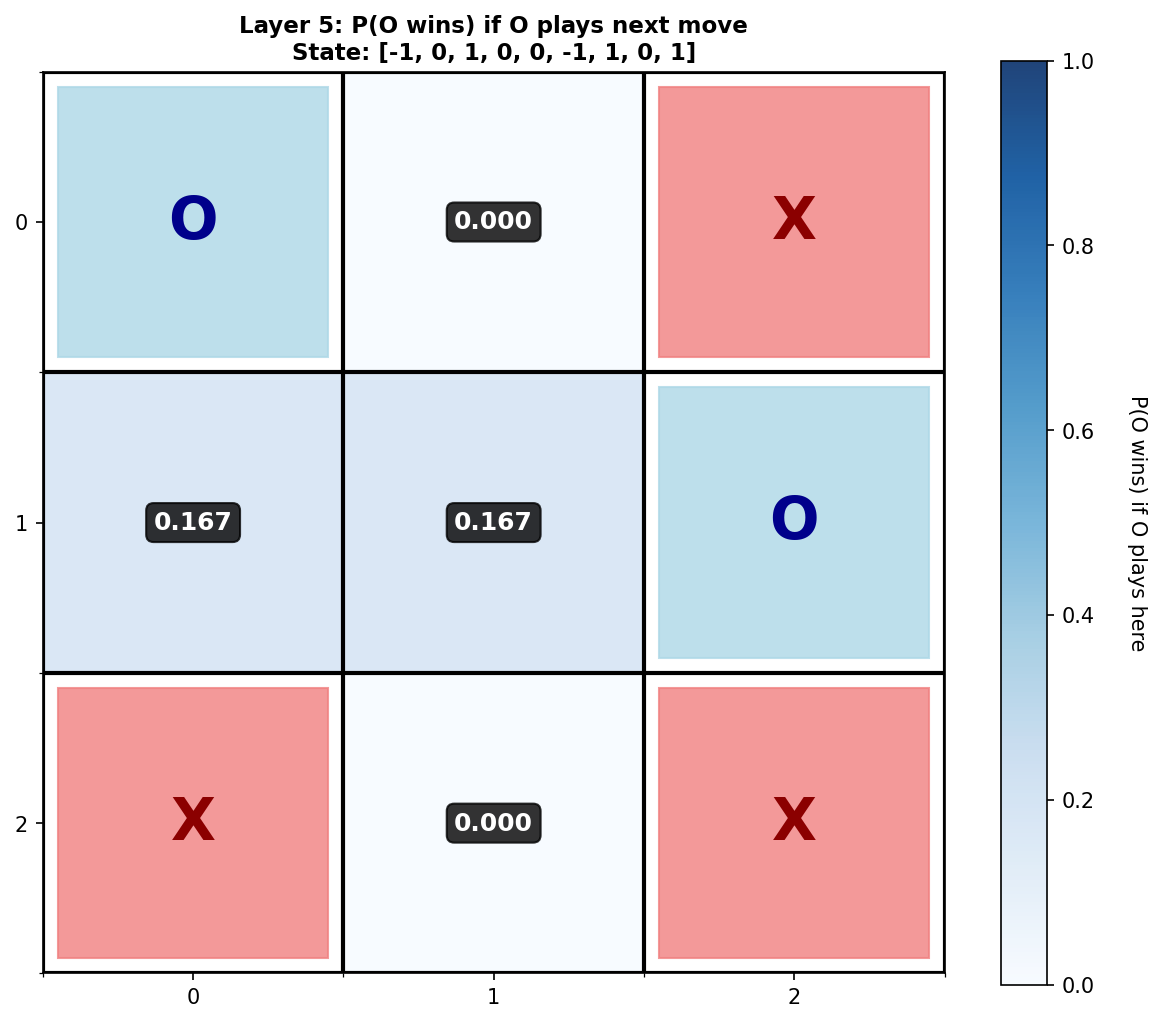 Layer 5: P(O wins) if O plays next move
State: [-1, 0, 1, 0, 0, -1, 1, 0, 1]
0
O
0.000
X
1
0.167
0.167
O
2
X
0.000
X
0
1
2
1.0
0.8
0.6
0.4
0.2
0.0
P(O wins) if O plays here